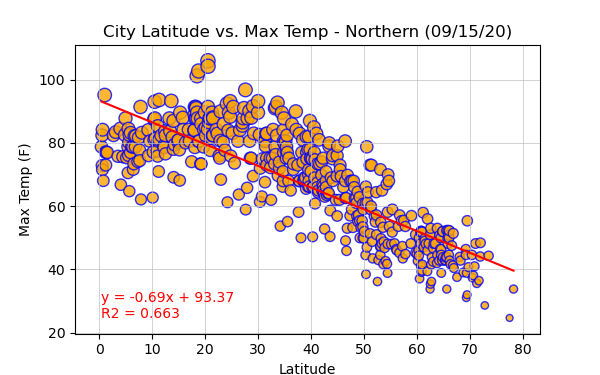 City Latitude vs. Max Temp - Northern (09/15/20)
Max Temp (F)
100
80
60
40
20
y = -0.69x + 93.37
R2 = 0.663
0 10 20 30 40 50 60 70 80
Latitude